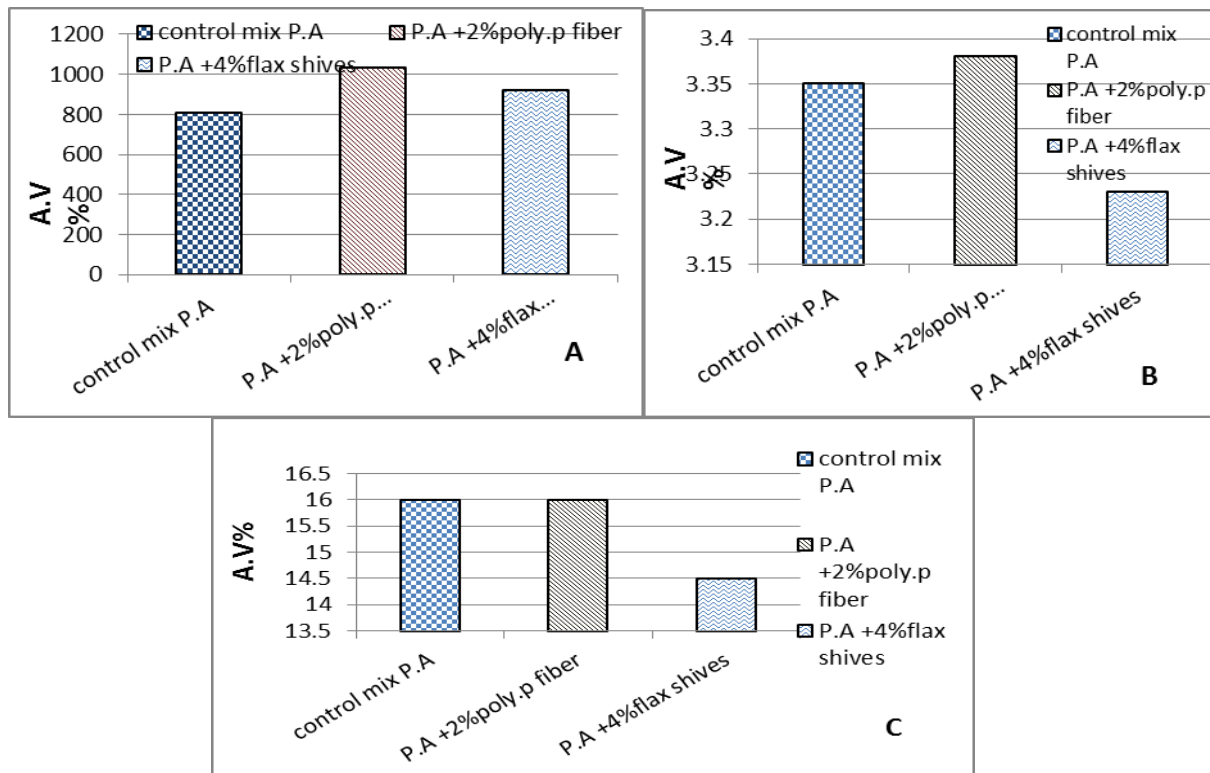 control mix P.A
P.A +2%poly.p fiber
P.A +4%flax shives
A.V
%
1200
1000
800
600
400
200
0
control mix P.A
P.A +2%poly.p...
P.A +4%flax...
A
A.V
%
3.4
3.35
3.3
3.25
3.2
3.15
control mix
P.A
P.A +2%poly.p
fiber
P.A +4%flax
shives
control mix P.A
P.A +2%poly.p...
P.A +4%flax shives
B
A.V%
16.5
16
15.5
15
14.5
14
13.5
control mix
P.A
P.A
+2%poly.p
fiber
P.A +4%flax
shives
control mix P.A
P.A +2%poly.p fiber
P.A +4%flax shives
C